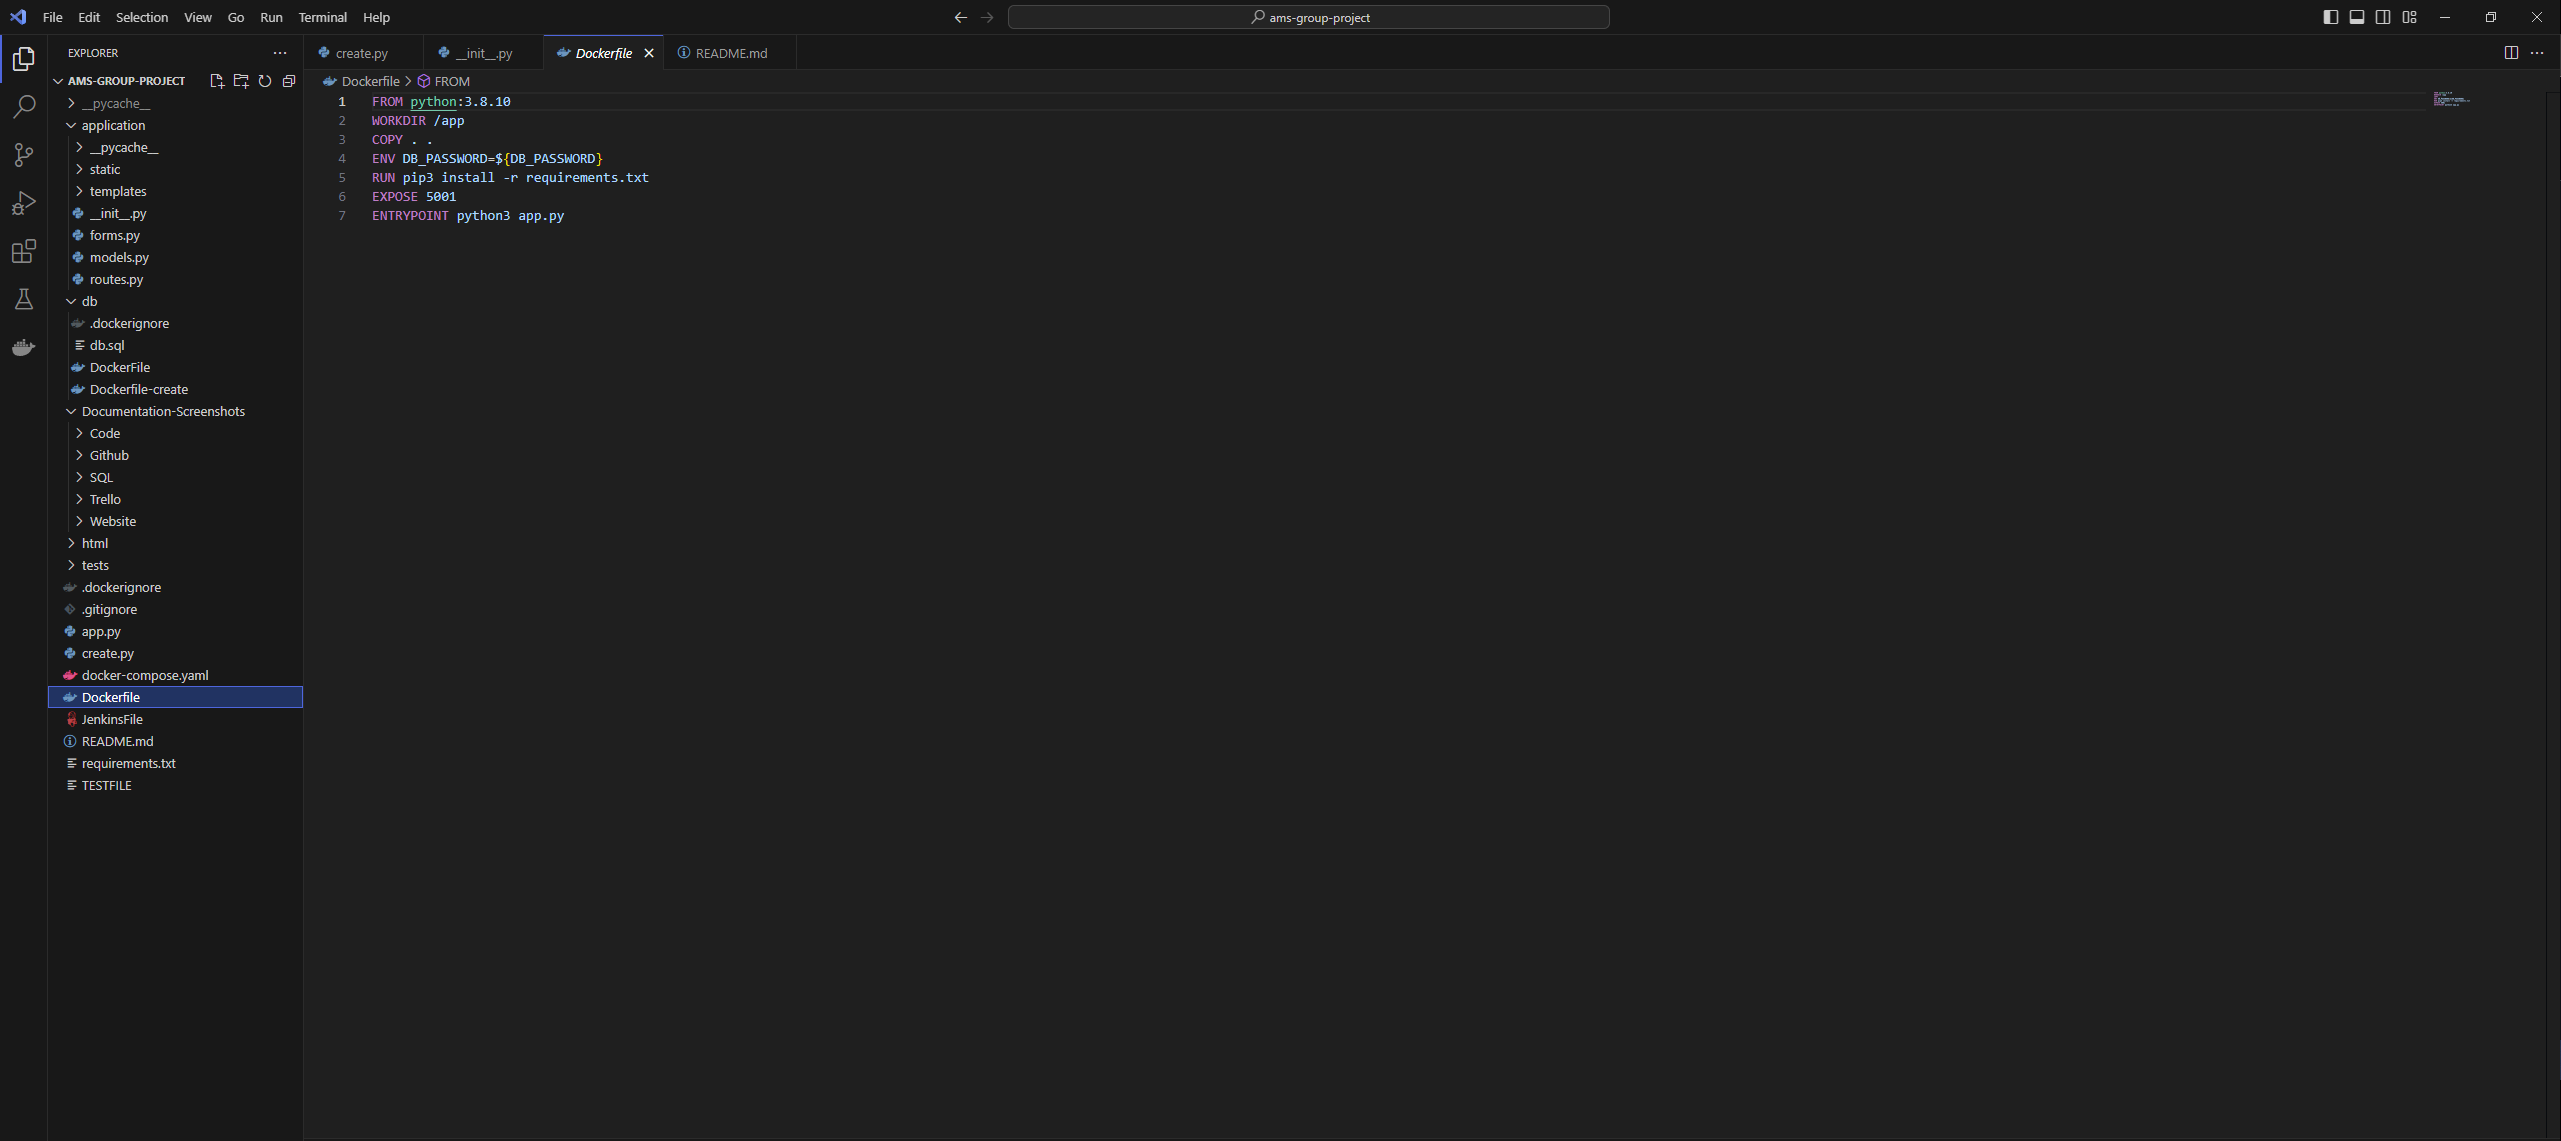 File Edit Selection View Go Run Terminal Help
ams-group-project
EXPLORER
AMS-GROUP-PROJECT
__pycache__
application
__pycache__
static
templates
__init__.py
forms.py
models.py
routes.py
db
.dockerignore
db.sql
DockerFile
Dockerfile-create
Documentation-Screenshots
Code
Github
SQL
Trello
Website
html
tests
.dockerignore
.gitignore
app.py
create.py
docker-compose.yaml
Dockerfile
JenkinsFile
README.md
requirements.txt
TESTFILE
create.py __init__.py Dockerfile README.md
Dockerfile > FROM
1 FROM python:3.8.10
2 WORKDIR /app
3 COPY . .
4 ENV DB_PASSWORD=${DB_PASSWORD}
5 RUN pip3 install -r requirements.txt
6 EXPOSE 5001
7 ENTRYPOINT python3 app.py